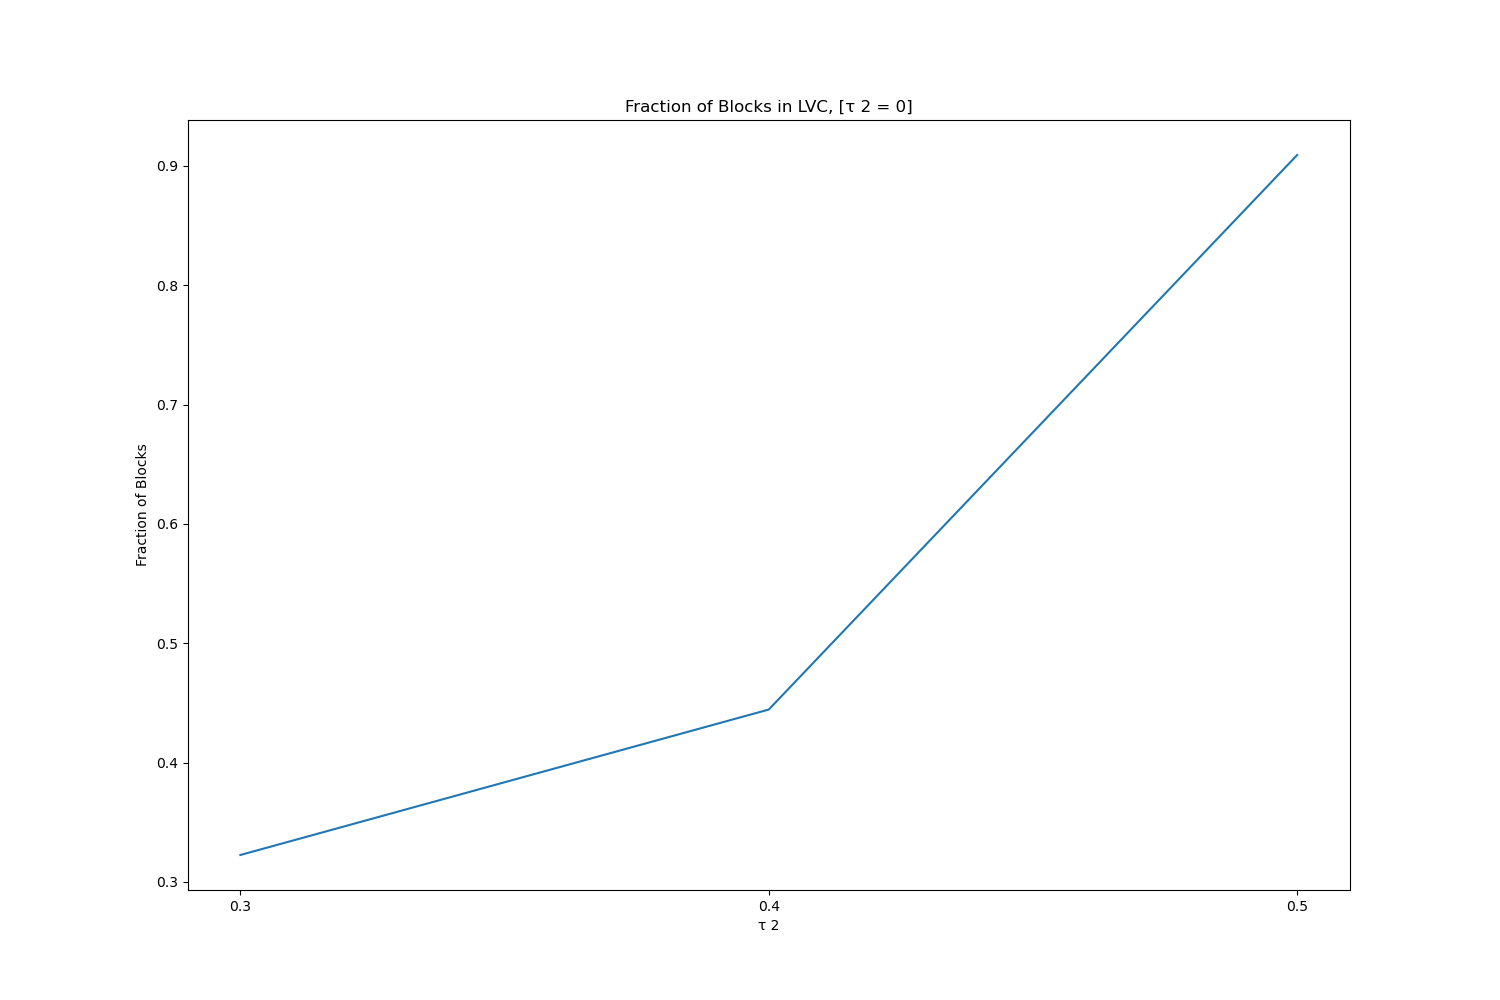 Fraction of Blocks in LVC, [τ 2 = 0]
0.9
0.8
0.7
0.6
0.5
0.4
0.3
Fraction of Blocks
0.3 0.4 0.5
τ 2